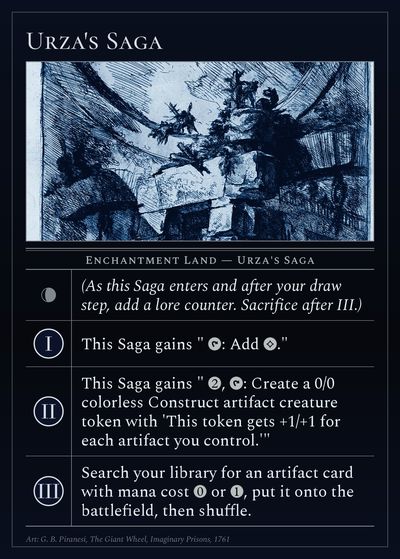 Urza's Saga
Enchantment Land — Urza's Saga
(As this Saga enters and after your draw
step, add a lore counter. Sacrifice after III.)
I
This Saga gains " : Add ."
II
This Saga gains " 2, : Create a 0/0
colorless Construct artifact creature
token with 'This token gets +1/+1 for
each artifact you control.'"
III
Search your library for an artifact card
with mana cost 0 or 1, put it onto the
battlefield, then shuffle.
Art: G. B. Piranesi, The Giant Wheel, Imaginary Prisons, 1761